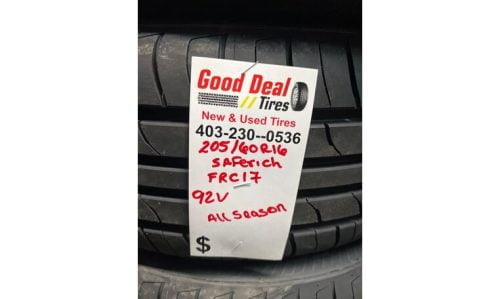 Good Deal
Tires
New & Used Tires
403-230--0536
205/60R16
SAFerich
FRC17
92V
All Season
$